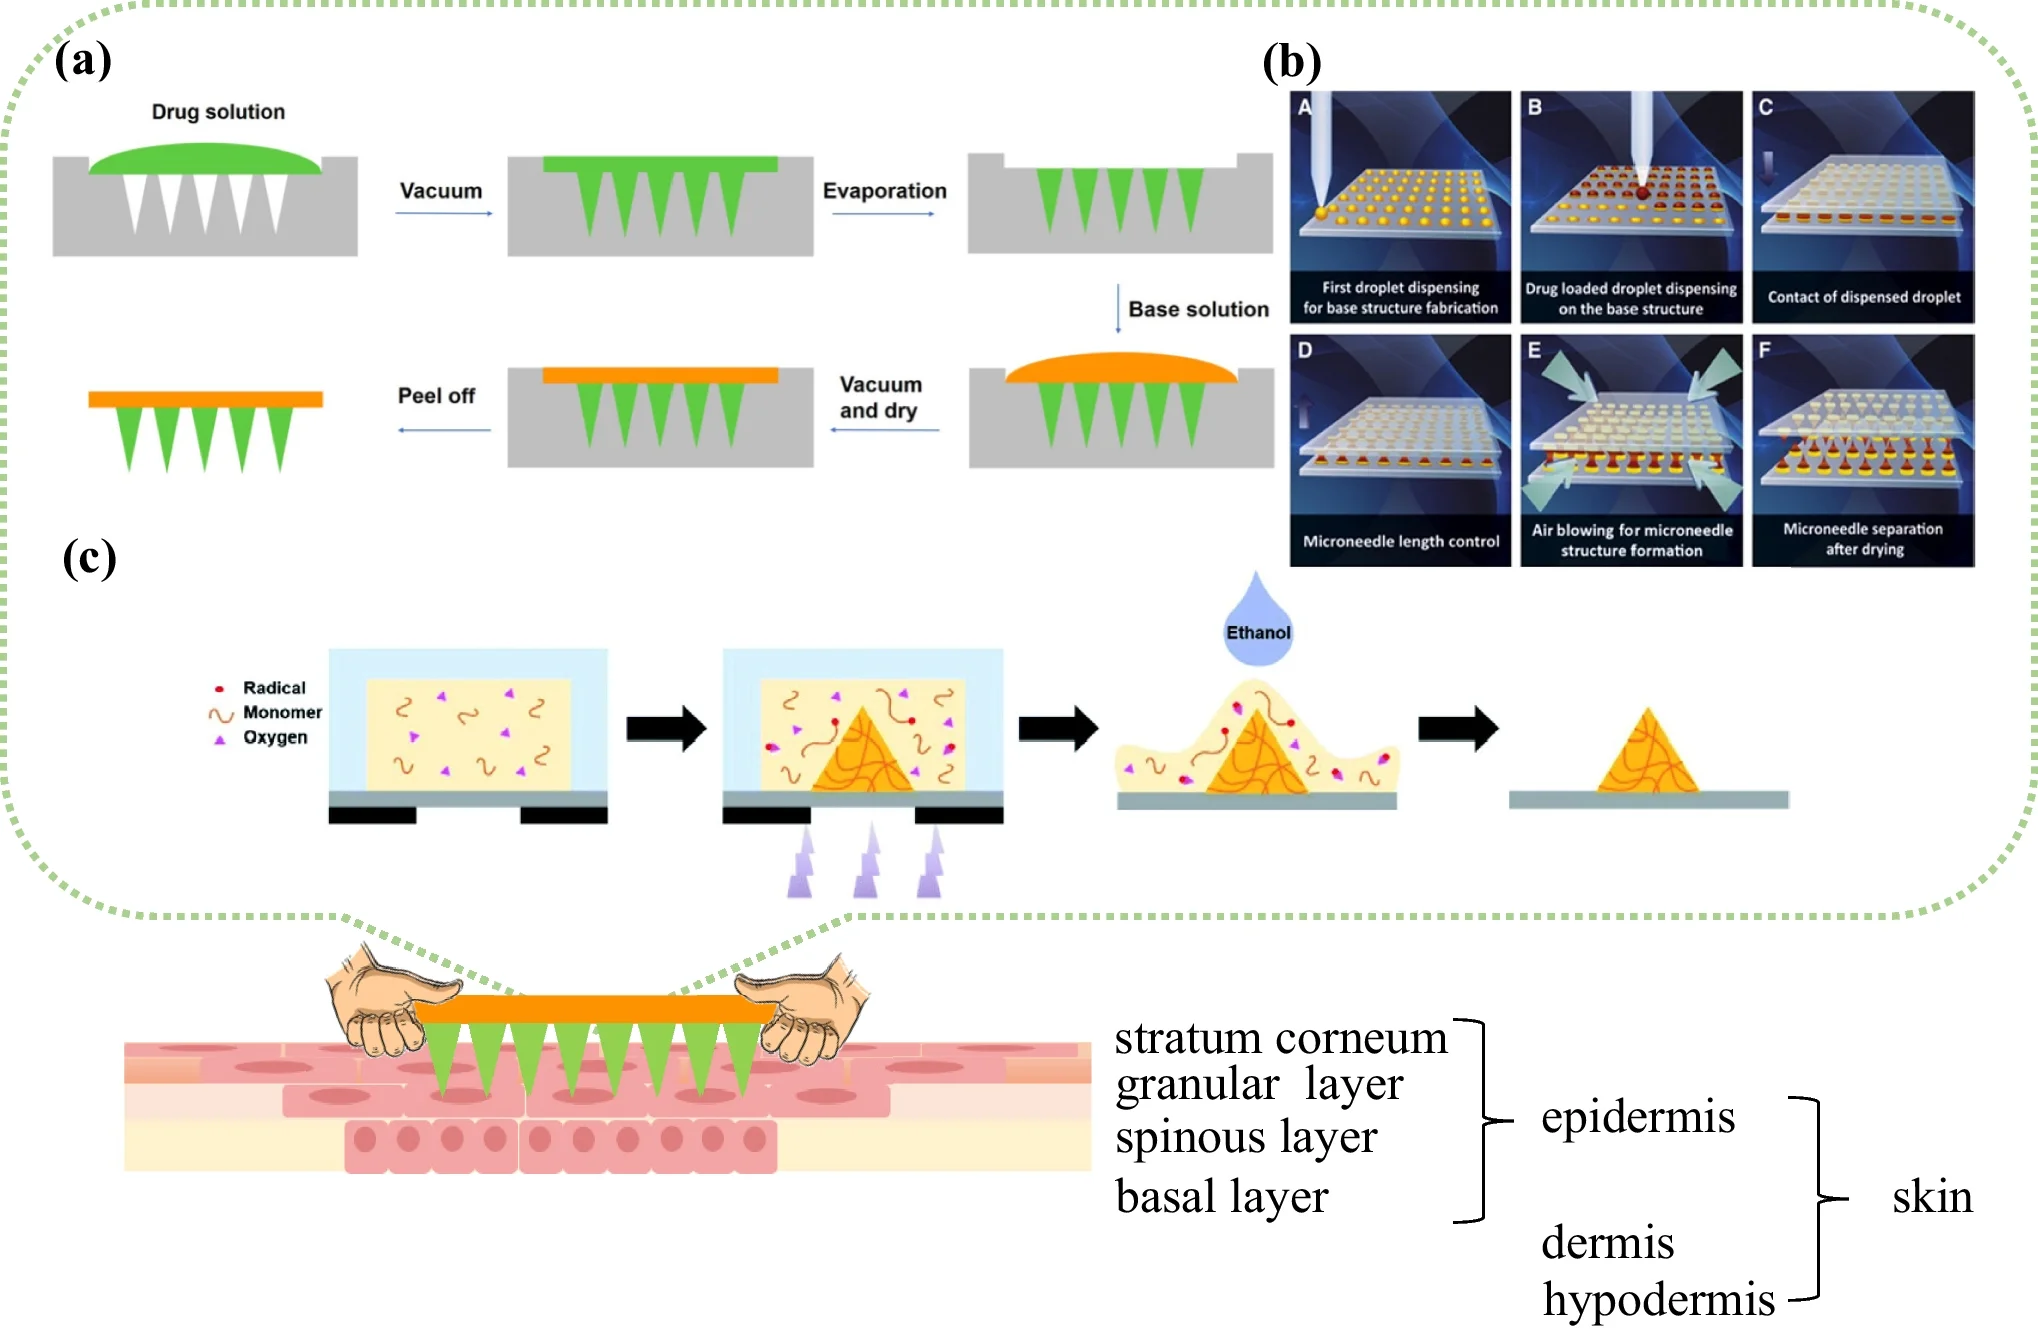 (a)
Drug solution
Vacuum
Evaporation
Base solution
Vacuum
and dry
Peel off
(b)
A
First droplet dispensing
for base structure fabrication
B
Drug loaded droplet dispensing
on the base structure
C
Contact of dispensed droplet
D
Microneedle length control
E
Air blowing for microneedle
structure formation
F
Microneedle separation
after drying
(c)
Radical
Monomer
Oxygen
Ethanol
stratum corneum
granular layer
spinous layer
basal layer
epidermis
dermis
hypodermis
skin